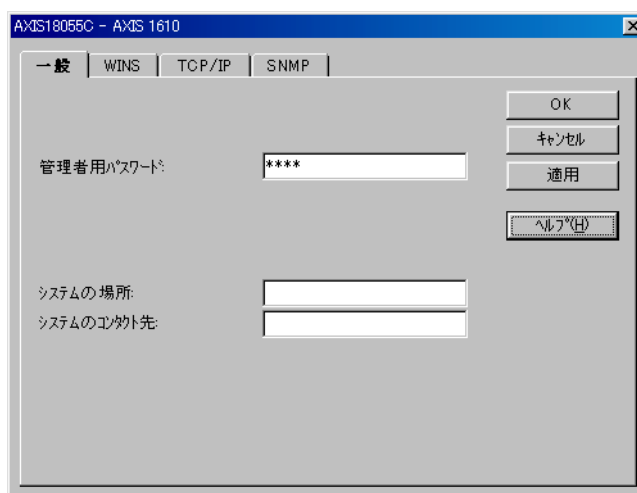 AXIS18055C - AXIS 1610
一般 WINS TCP/IP SNMP
OK
ｷｬﾝｾﾙ
管理者用ﾊﾟｽﾜｰﾄﾞ: ****
適用
ﾍﾙﾌﾟ(H)
ｼｽﾃﾑの場所:
ｼｽﾃﾑのｺﾝﾀｸﾄ先: